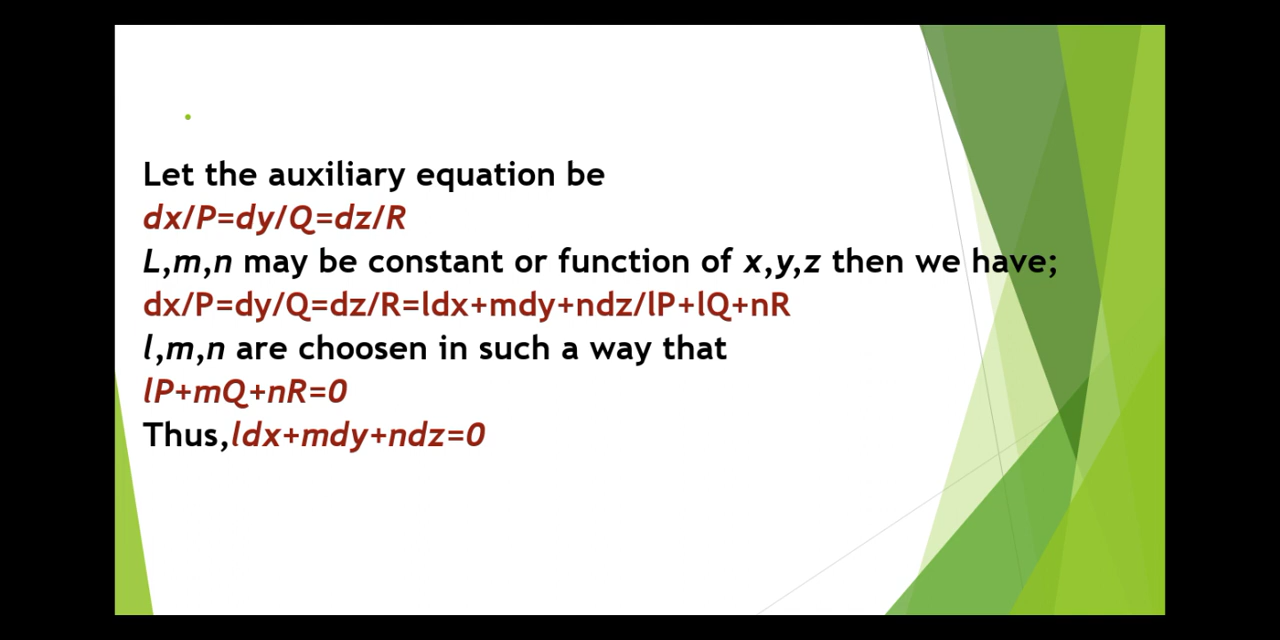 Let the auxiliary equation be
dx/P=dy/Q=dz/R
L,m,n may be constant or function of x,y,z then we have;
dx/P=dy/Q=dz/R=ldx+mdy+ndz/lP+lQ+nR
l,m,n are choosen in such a way that
lP+mQ+nR=0
Thus,ldx+mdy+ndz=0